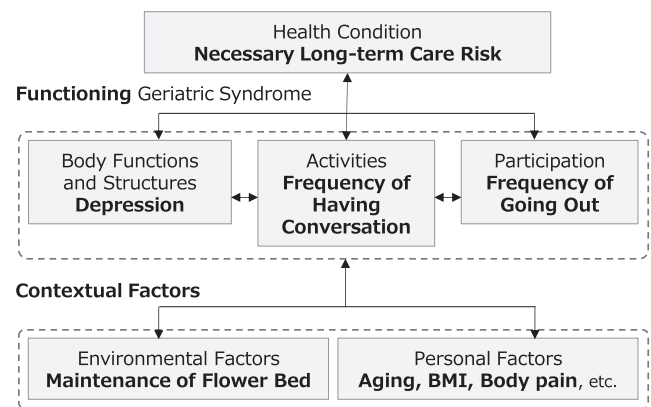 Health Condition
Necessary Long-term Care Risk
Functioning Geriatric Syndrome
Body Functions
and Structures
Depression
Activities
Frequency of
Having
Conversation
Participation
Frequency of
Going Out
Contextual Factors
Environmental Factors
Maintenance of Flower Bed
Personal Factors
Aging, BMI, Body pain, etc.